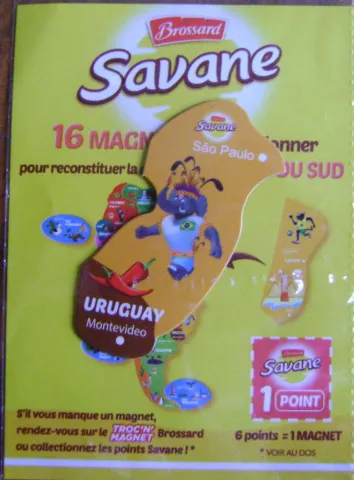 Brossard
Savane
16 MAGN
ionner
pour reconstituer la
DU SUD
Savane
São Paulo
URUGUAY
Montevideo
Brossard
Savane
1 POINT
S'il vous manque un magnet,
rendez-vous sur le TROC'N' MAGNET Brossard
ou collectionnez les points Savane ! *
6 points = 1 MAGNET
* VOIR AU DOS